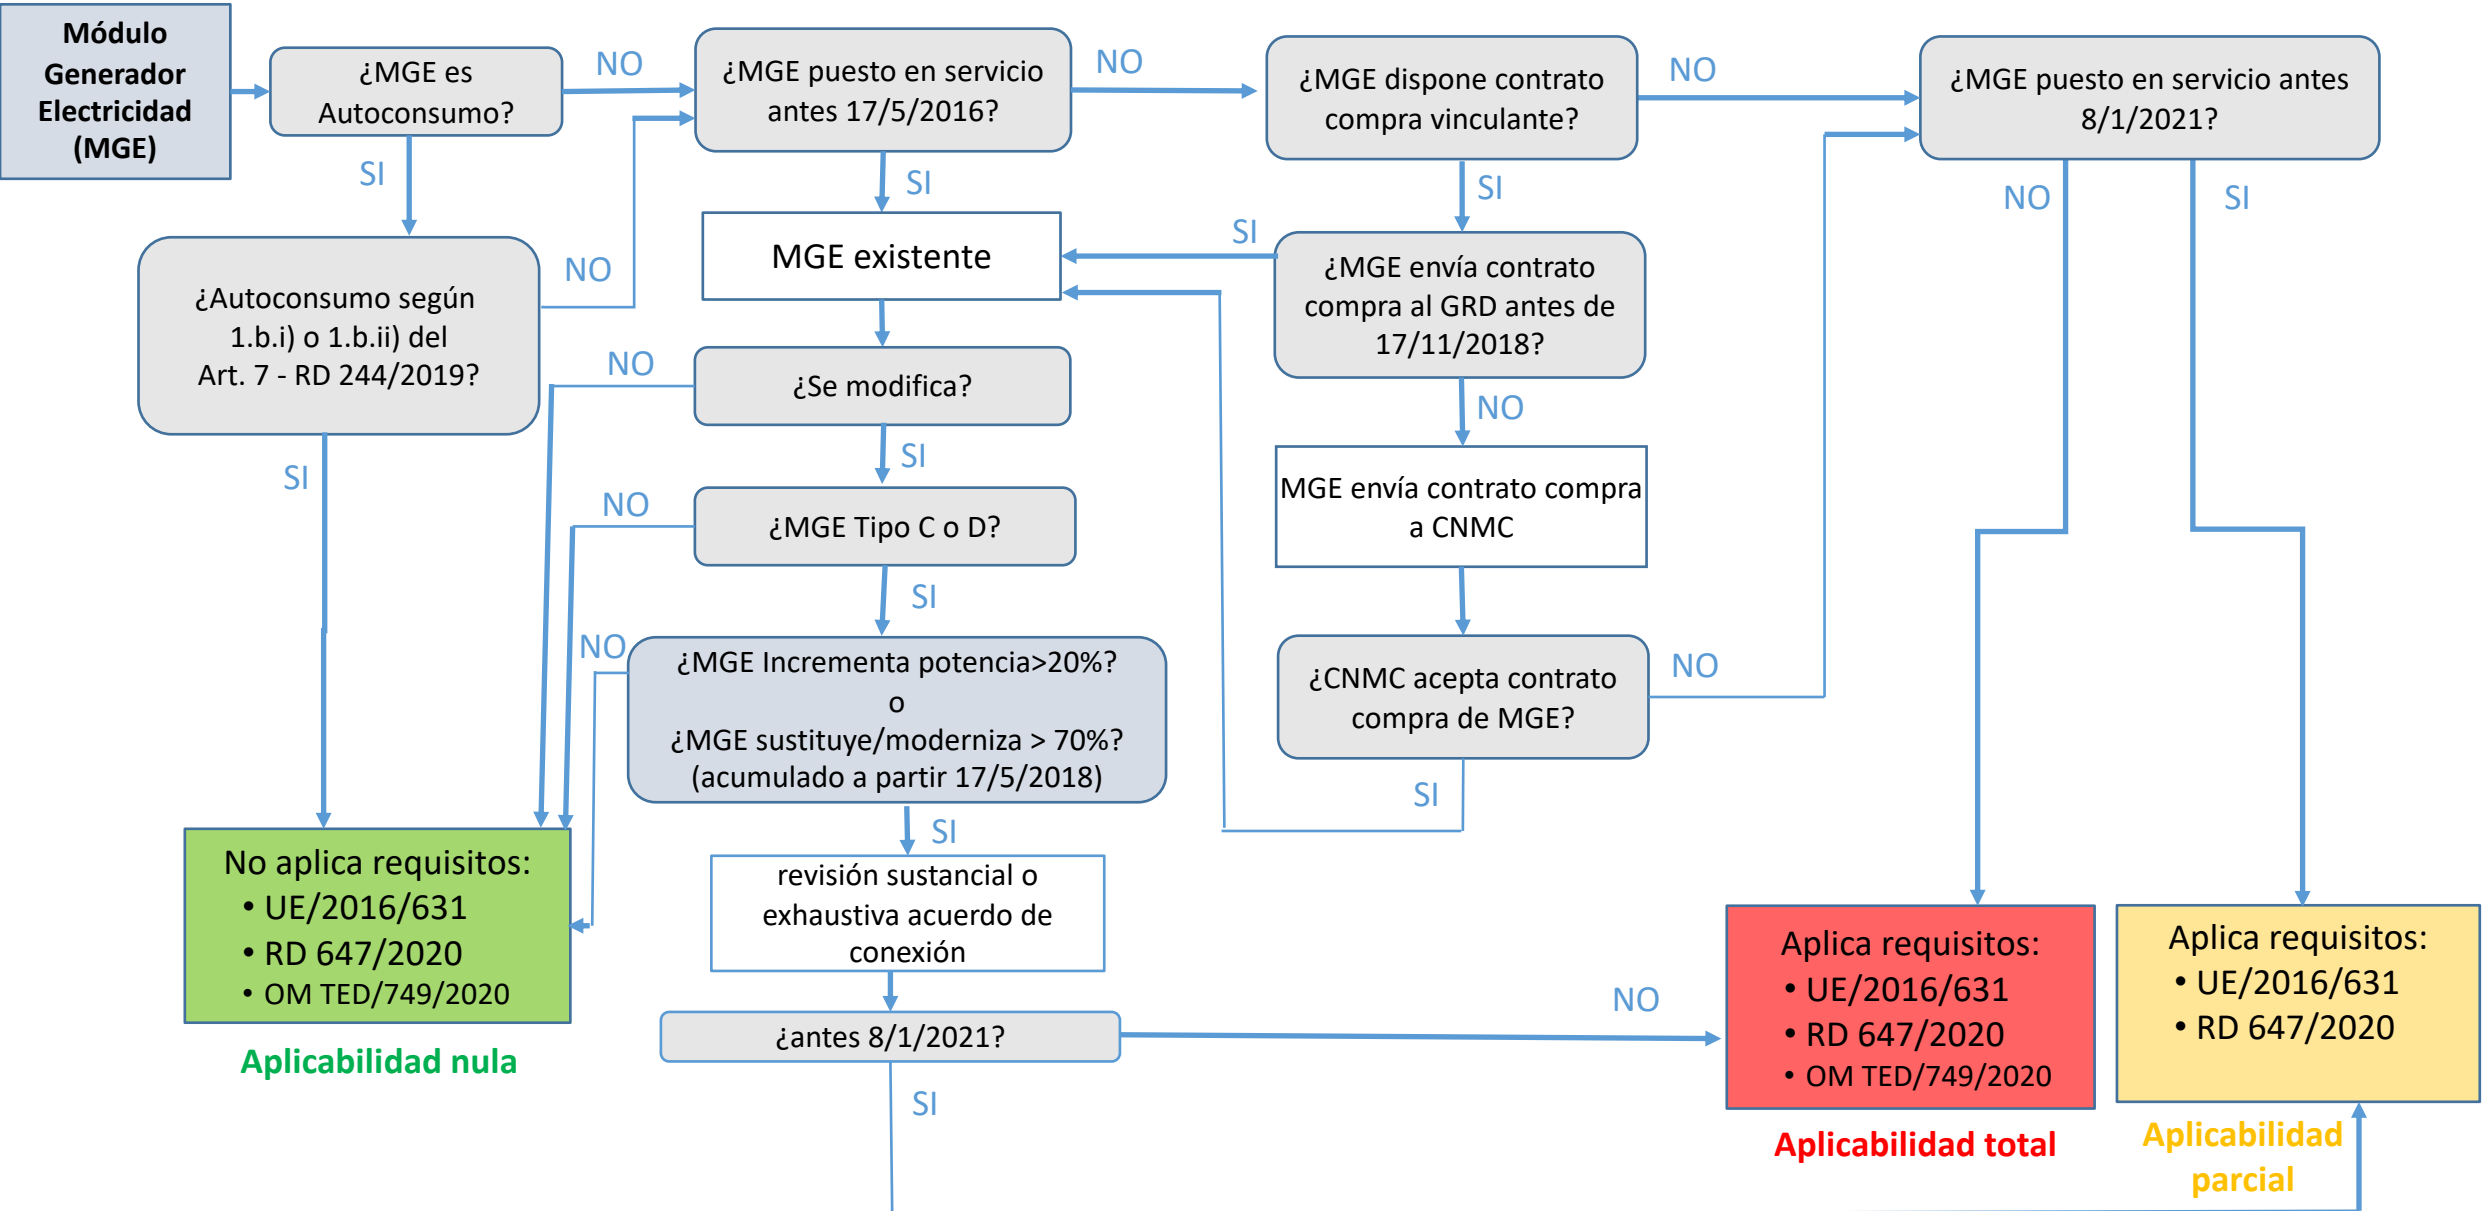 Módulo
Generador
Electricidad
(MGE)
¿MGE es
Autoconsumo?
NO
SI
¿MGE puesto en servicio
antes 17/5/2016?
NO
SI
¿MGE dispone contrato
compra vinculante?
NO
SI
¿MGE puesto en servicio antes
8/1/2021?
NO
SI
¿Autoconsumo según
1.b.i) o 1.b.ii) del
Art. 7 - RD 244/2019?
NO
SI
MGE existente
SI
¿MGE envía contrato
compra al GRD antes de
17/11/2018?
NO
¿Se modifica?
NO
SI
MGE envía contrato compra
a CNMC
¿MGE Tipo C o D?
NO
SI
¿MGE Incrementa potencia>20%?
o
¿MGE sustituye/moderniza > 70%?
(acumulado a partir 17/5/2018)
NO
SI
¿CNMC acepta contrato
compra de MGE?
NO
SI
revisión sustancial o
exhaustiva acuerdo de
conexión
¿antes 8/1/2021?
NO
SI
No aplica requisitos:
• UE/2016/631
• RD 647/2020
• OM TED/749/2020
Aplicabilidad nula
Aplica requisitos:
• UE/2016/631
• RD 647/2020
• OM TED/749/2020
Aplicabilidad total
Aplica requisitos:
• UE/2016/631
• RD 647/2020
Aplicabilidad
parcial